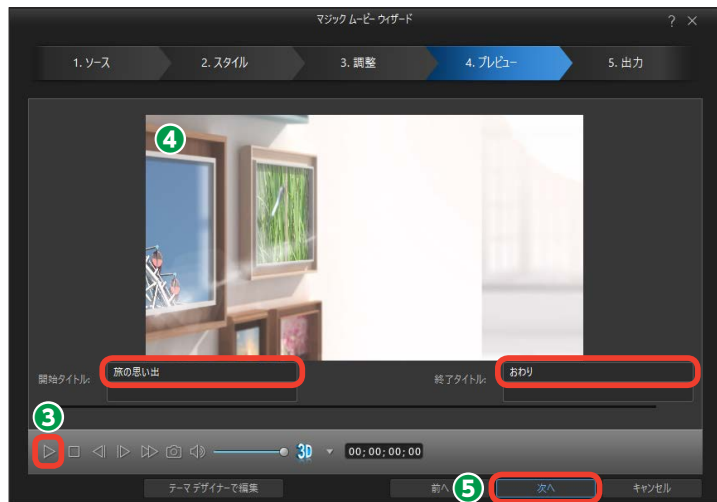 マジック ムービー ウィザード
? ×
1. ソース
2. スタイル
3. 調整
4. プレビュー
5. 出力
4
開始タイトル:
旅の思い出
終了タイトル:
おわり
3
3D
00;00;00;00
テーマ デザイナーで編集
前へ
5
次へ
キャンセル